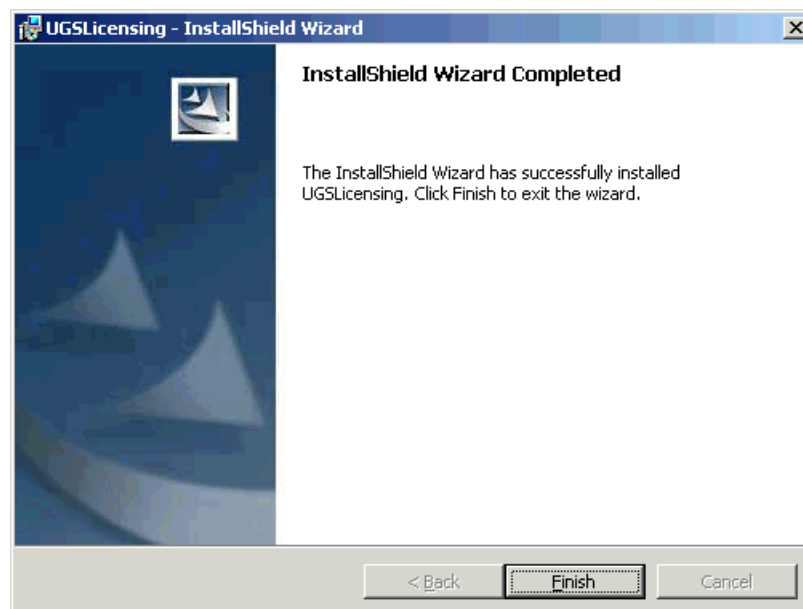 UGSLicensing - InstallShield Wizard
InstallShield Wizard Completed
The InstallShield Wizard has successfully installed
UGSLicensing. Click Finish to exit the wizard.
< Back
Finish
Cancel